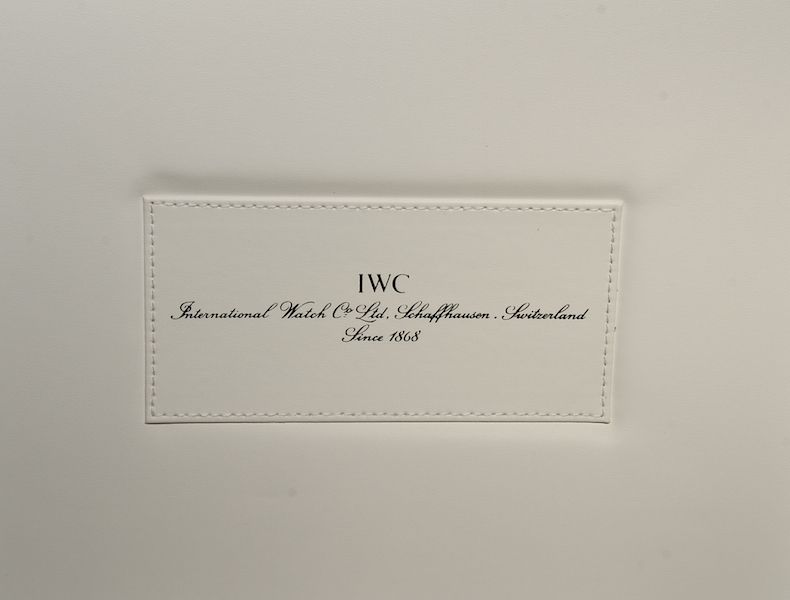 IWC
International Watch Co. Ltd. Schaffhausen . Switzerland
Since 1868